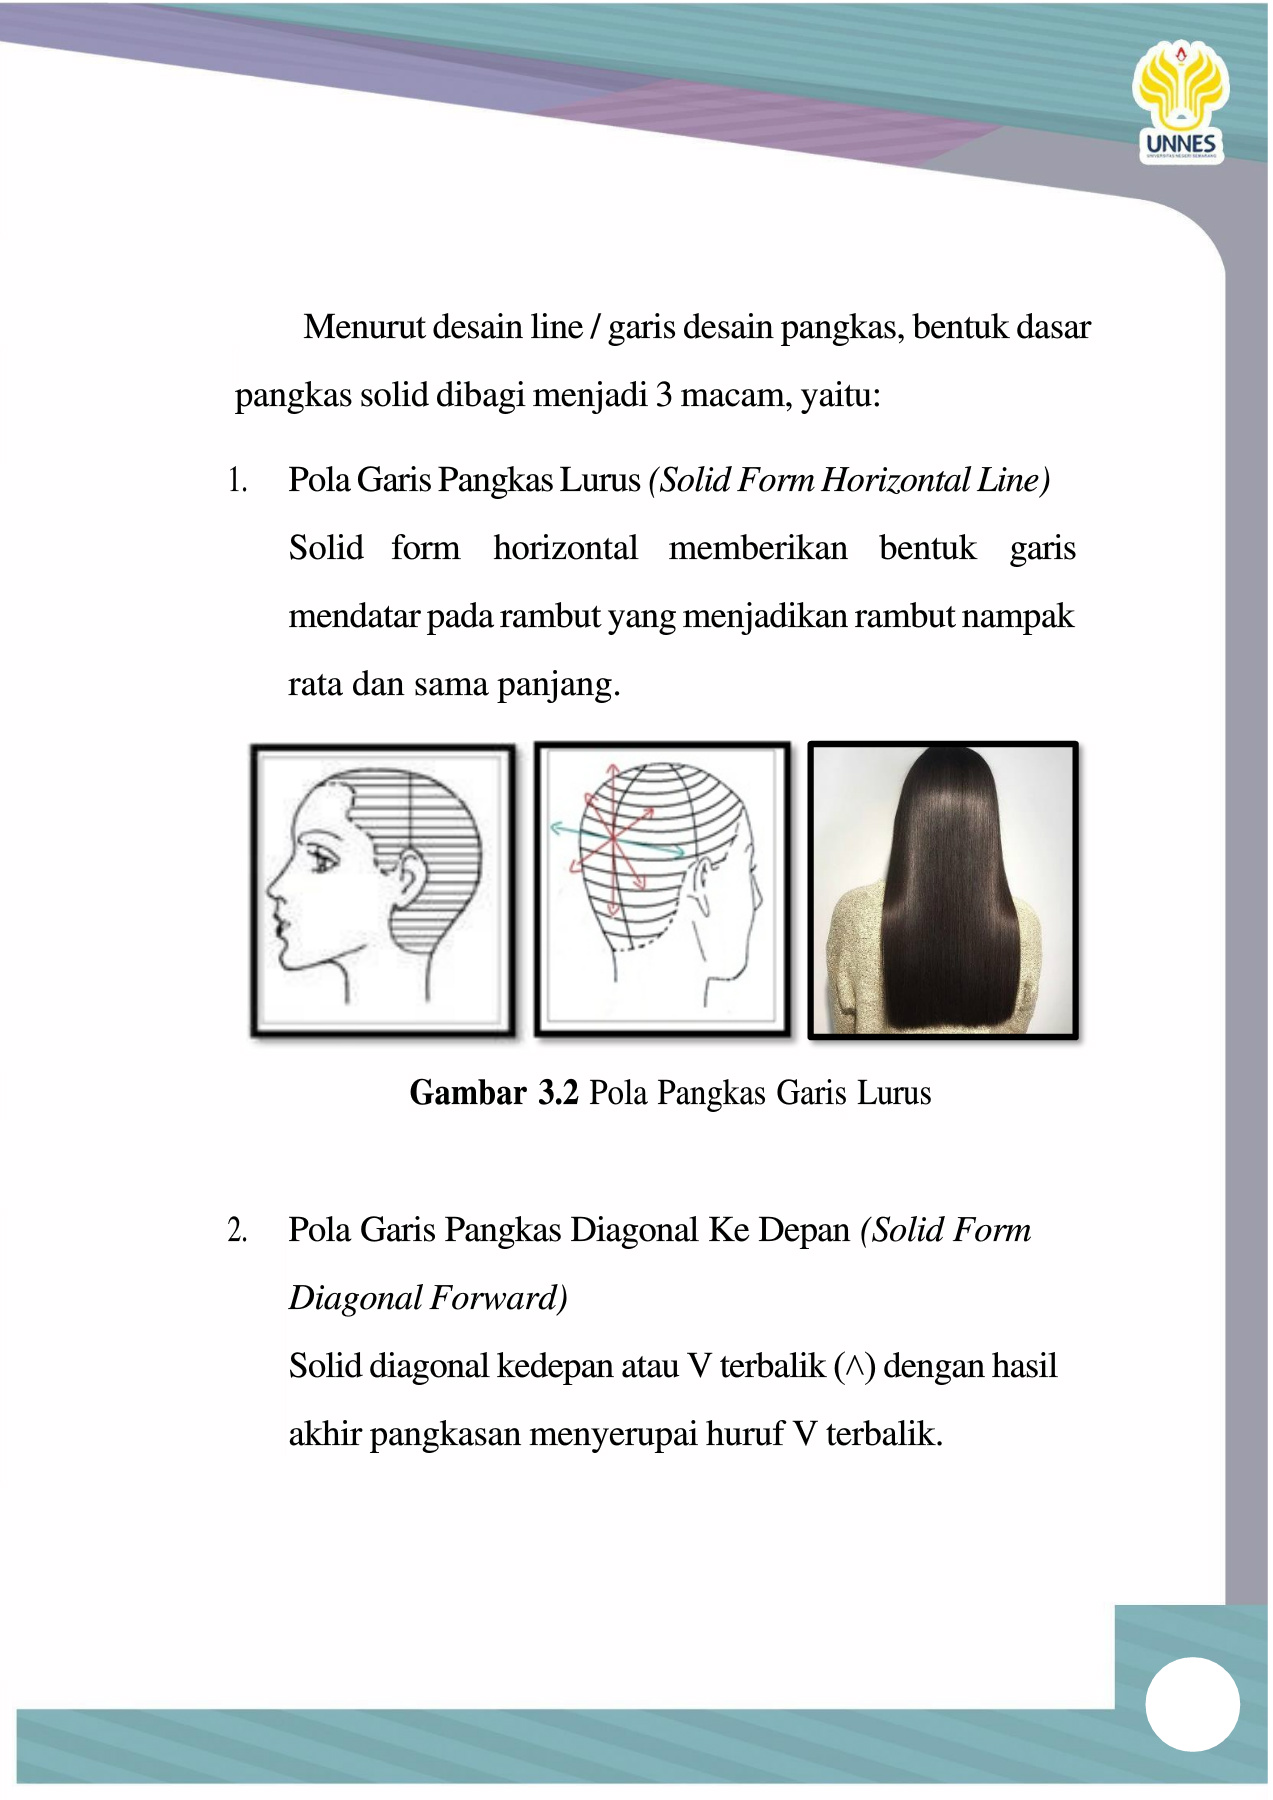 UNNES
UNIVERSITAS NEGERI SEMARANG
Menurut desain line / garis desain pangkas, bentuk dasar
pangkas solid dibagi menjadi 3 macam, yaitu:
1. Pola Garis Pangkas Lurus (Solid Form Horizontal Line)
Solid form horizontal memberikan bentuk garis
mendatar pada rambut yang menjadikan rambut nampak
rata dan sama panjang.
Gambar 3.2 Pola Pangkas Garis Lurus
2. Pola Garis Pangkas Diagonal Ke Depan (Solid Form
Diagonal Forward)
Solid diagonal kedepan atau V terbalik (^) dengan hasil
akhir pangkasan menyerupai huruf V terbalik.